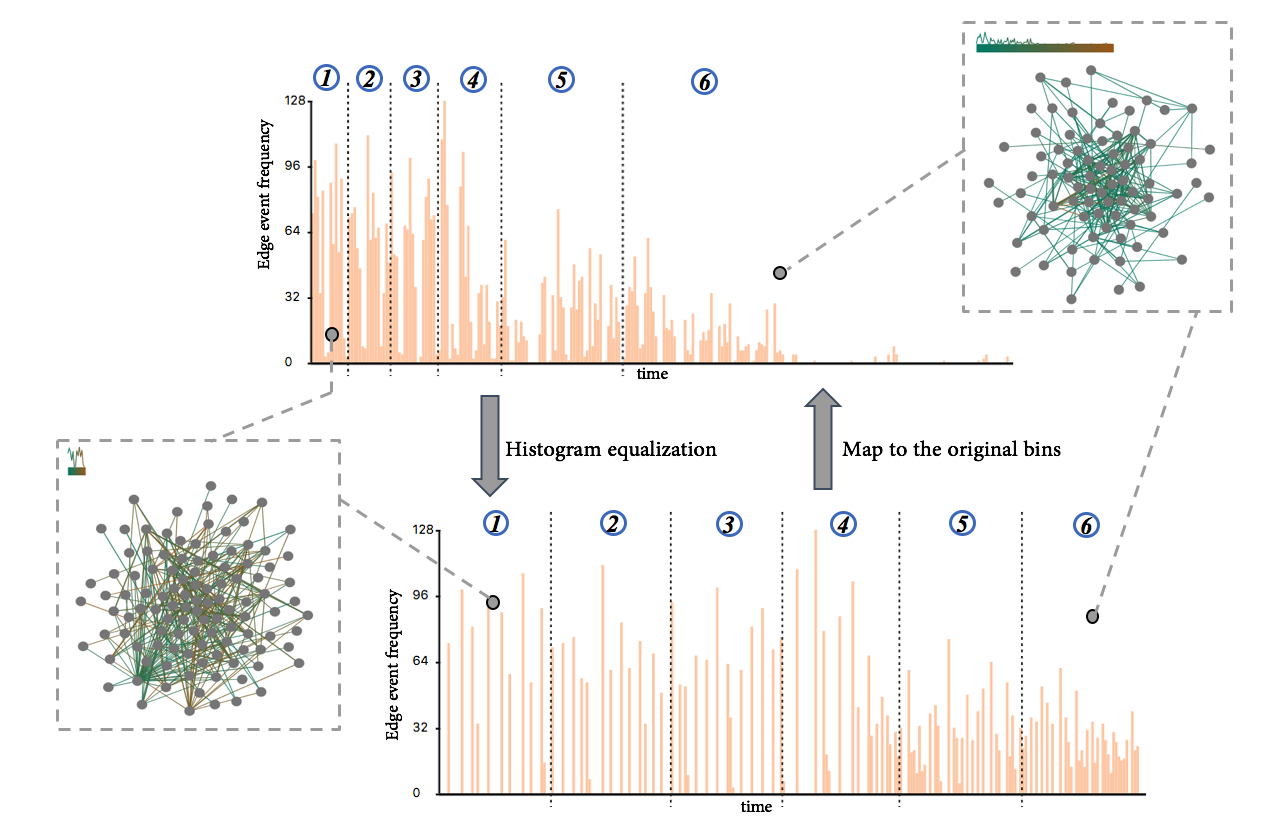 1 2 3 4 5 6
128
96
64
32
0
Edge event frequency
time
Histogram equalization
Map to the original bins
1 2 3 4 5 6
128
96
64
32
0
Edge event frequency
time